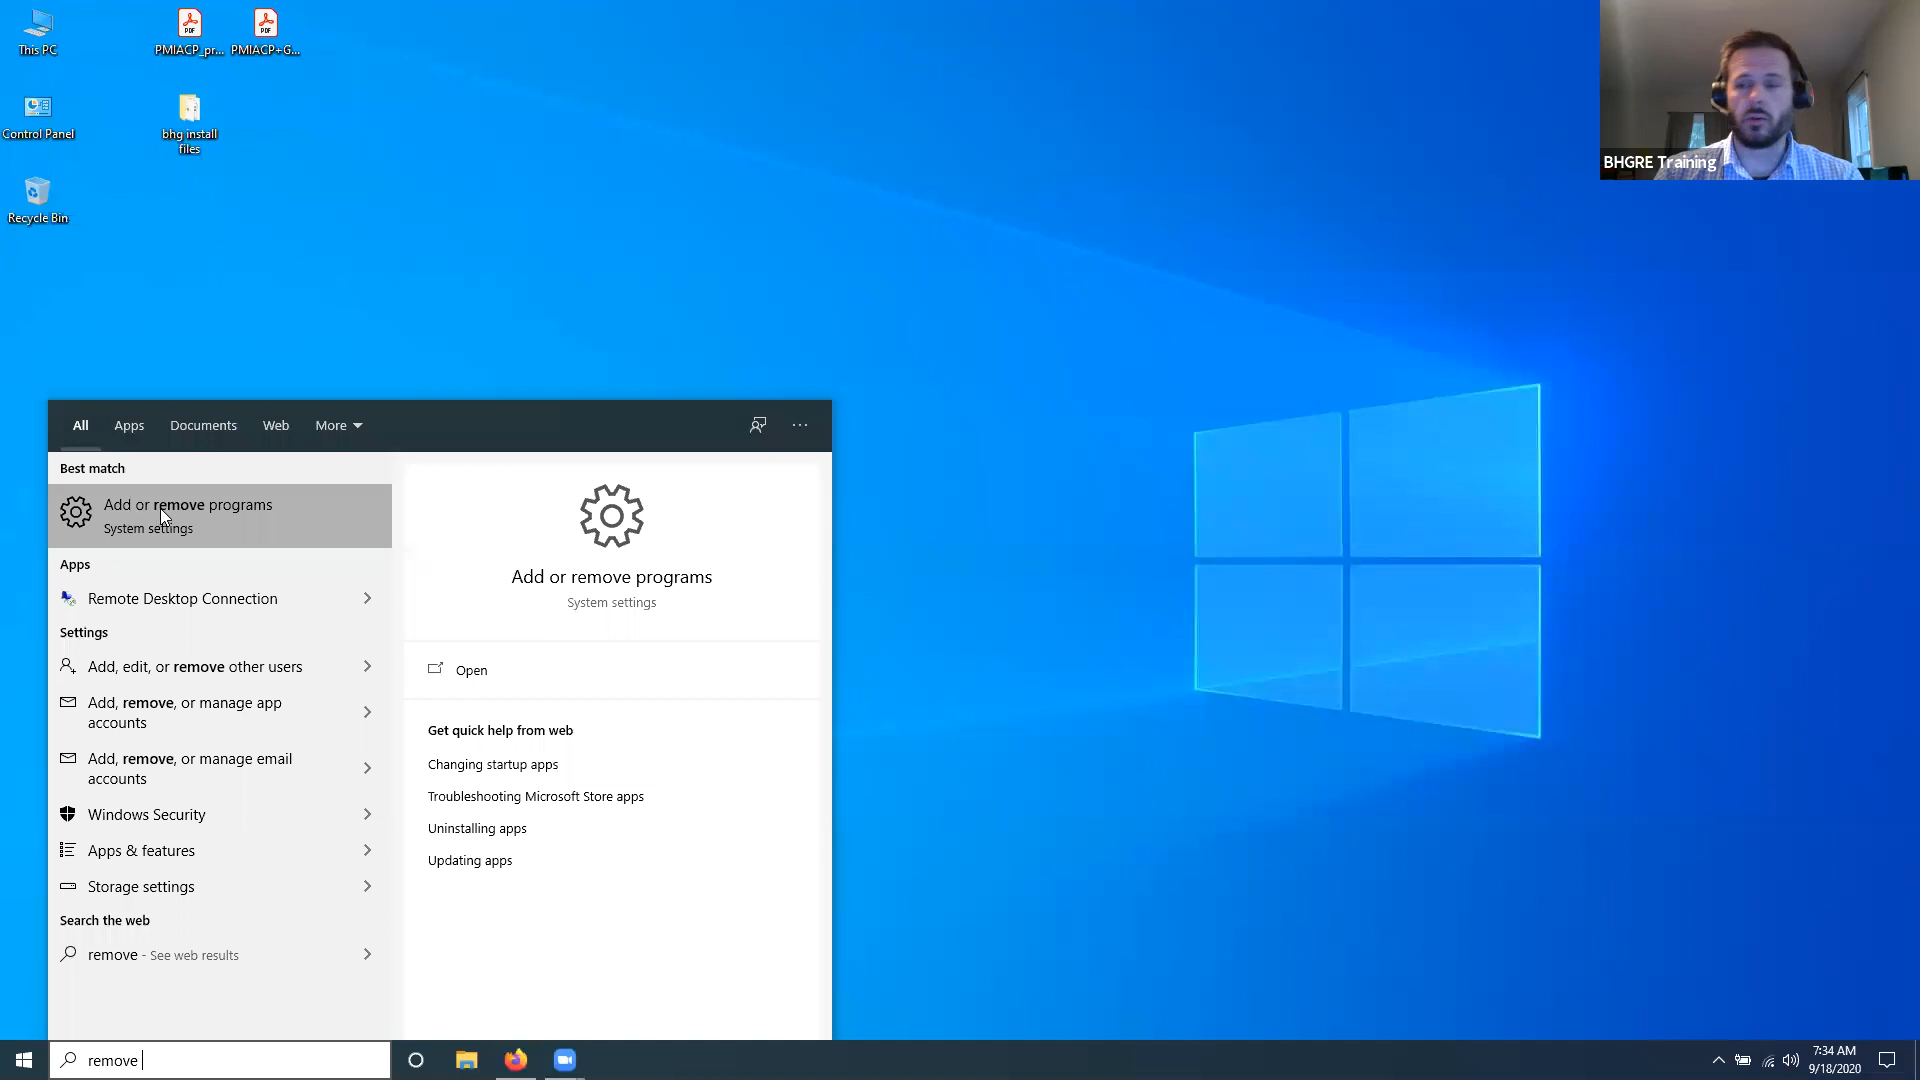 This PC
PMIACP_pr...
PMIACP+G...
Control Panel
bhg install
files
Recycle Bin
BHGRE Training
All
Apps
Documents
Web
More
Best match
Add or remove programs
System settings
Apps
Remote Desktop Connection
Settings
Add, edit, or remove other users
Add, remove, or manage app
accounts
Add, remove, or manage email
accounts
Windows Security
Apps & features
Storage settings
Search the web
remove - See web results
Add or remove programs
System settings
Open
Get quick help from web
Changing startup apps
Troubleshooting Microsoft Store apps
Uninstalling apps
Updating apps
remove
7:34 AM
9/18/2020